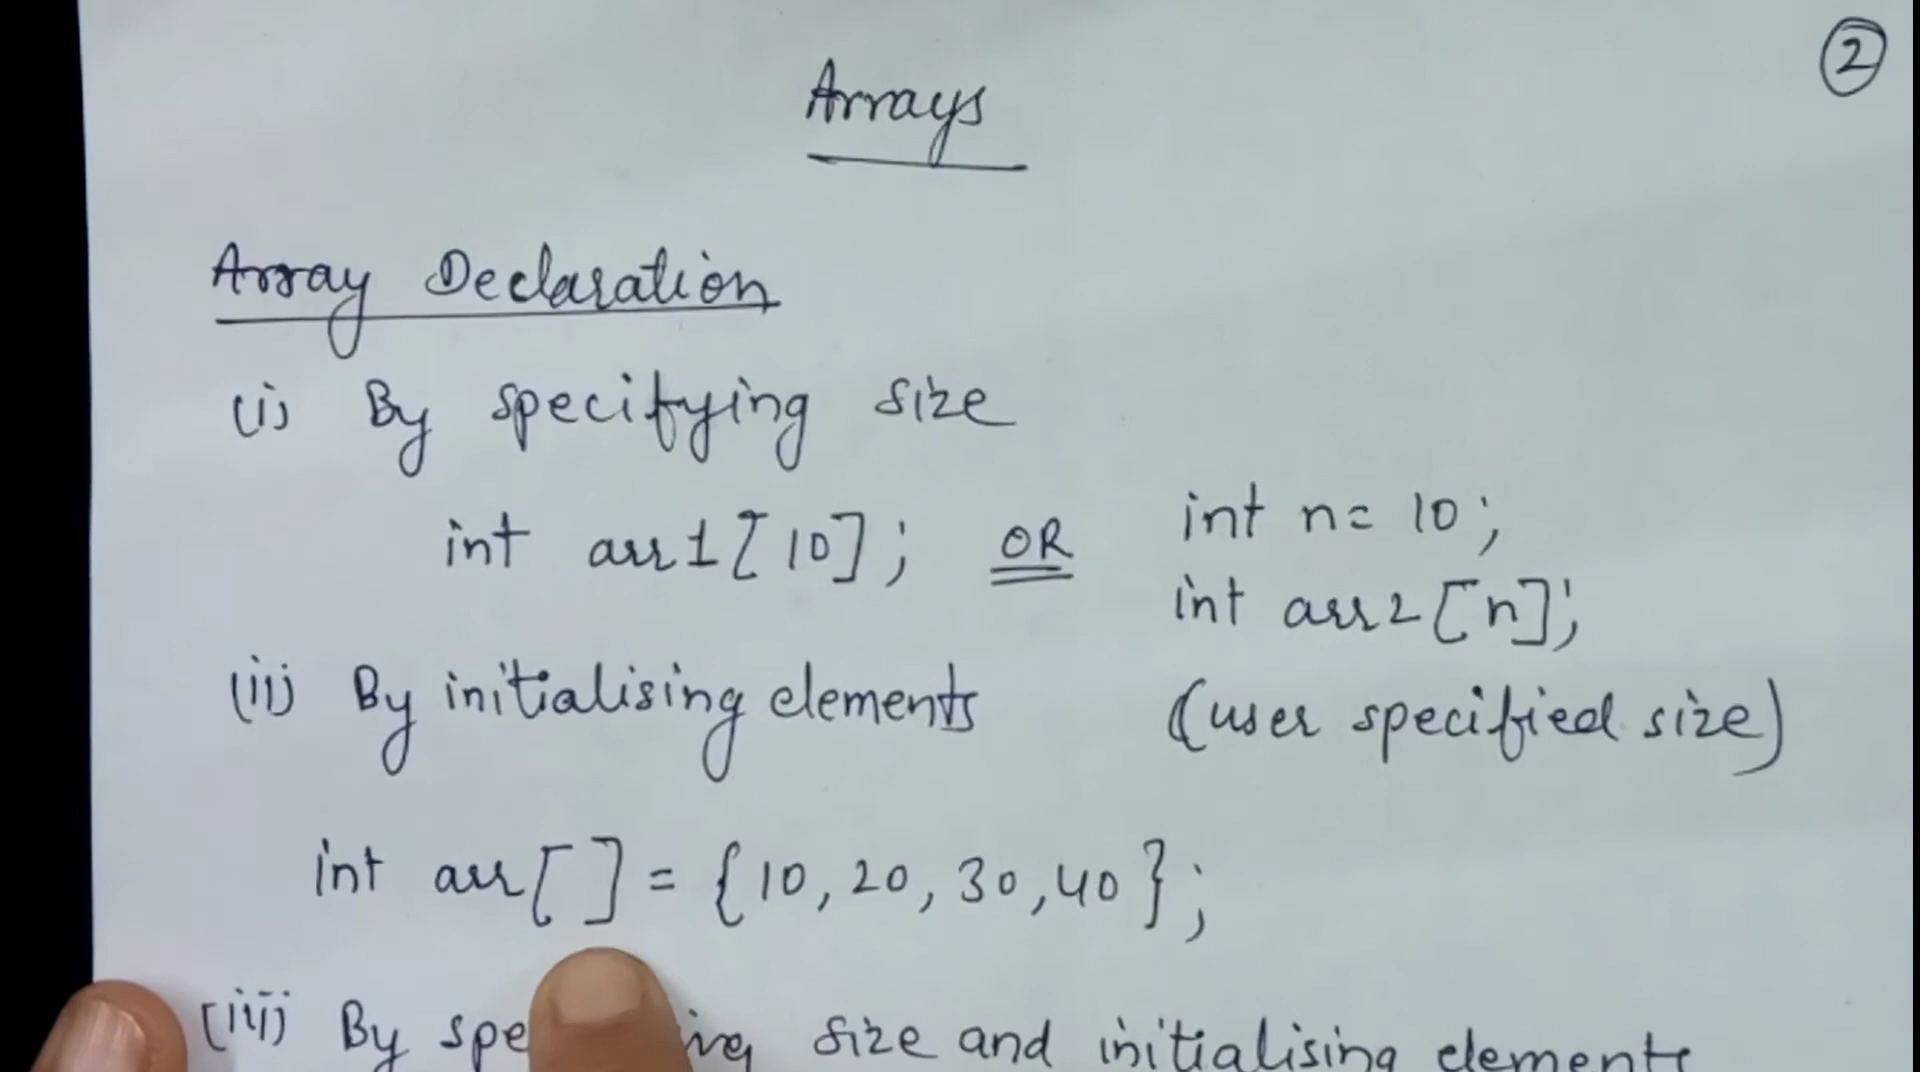 2
Arrays
Array Declaration
(i) By specifying size
int arr1[10]; OR
int n= 10;
int arr2[n];
(user specified size)
(ii) By initialising elements
int arr[]= {10, 20, 30, 40};
(iii) By size and initialising elements